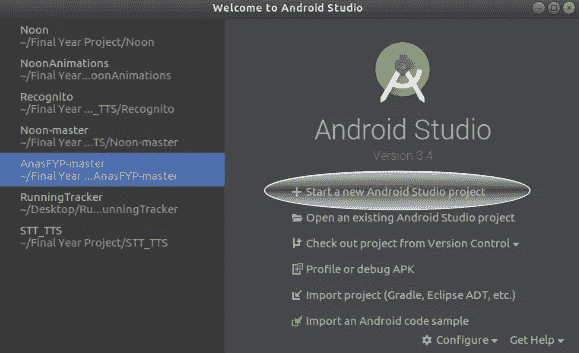 Welcome to Android Studio
Noon
~/Final Year Project/Noon
NoonAnimations
~/Final Year...oonAnimations
Recognito
~/Final Year ..._TTS/Recognito
Noon-master
~/Final Year ...TS/Noon-master
AnasFYP-master
~/Final Year ...AnasFYP-master
RunningTracker
~/Desktop/Ru...unningTracker
STT_TTS
~/Final Year Project/STT_TTS
Android Studio
Version 3.4
Start a new Android Studio project
Open an existing Android Studio project
Check out project from Version Control
Profile or debug APK
Import project (Gradle, Eclipse ADT, etc.)
Import an Android code sample
Configure Get Help